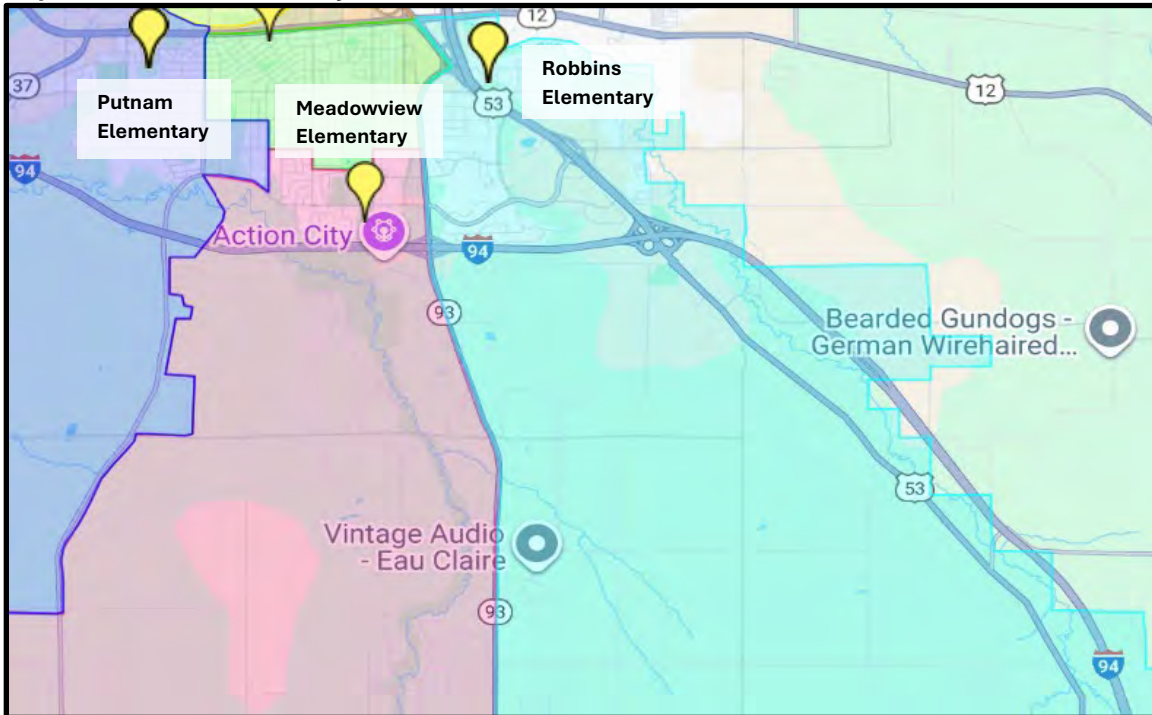 12
37
Putnam
Elementary
Meadowview
Elementary
Robbins
Elementary
53
12
94
Action City
94
93
Bearded Gundogs -
German Wirehaired...
53
Vintage Audio
- Eau Claire
93
94